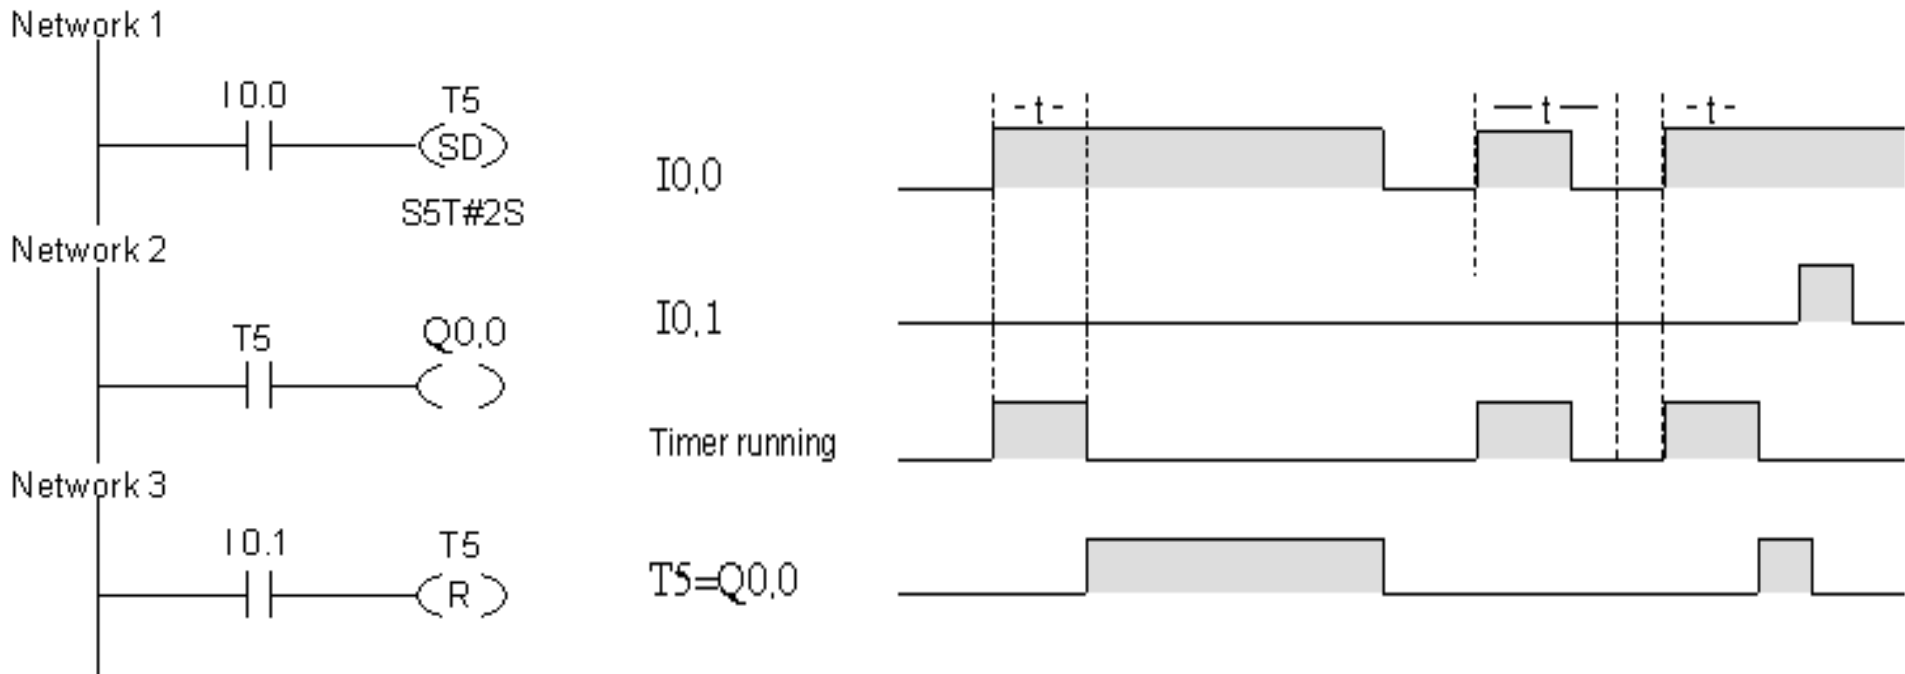 Network 1
I 0.0
T5
(SD)
S5T#2S
Network 2
T5
Q0,0
( )
Network 3
I 0.1
T5
(R)
- t -
— t —
- t -
I0,0
I0,1
Timer running
T5=Q0,0